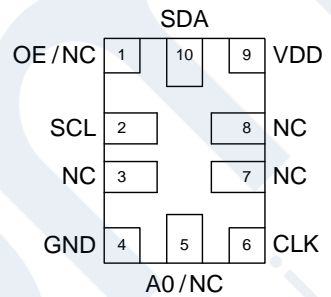 SDA
OE/NC 1 10 9 VDD
SCL 2 8 NC
NC 3 7 NC
GND 4 5 6 CLK
A0/NC